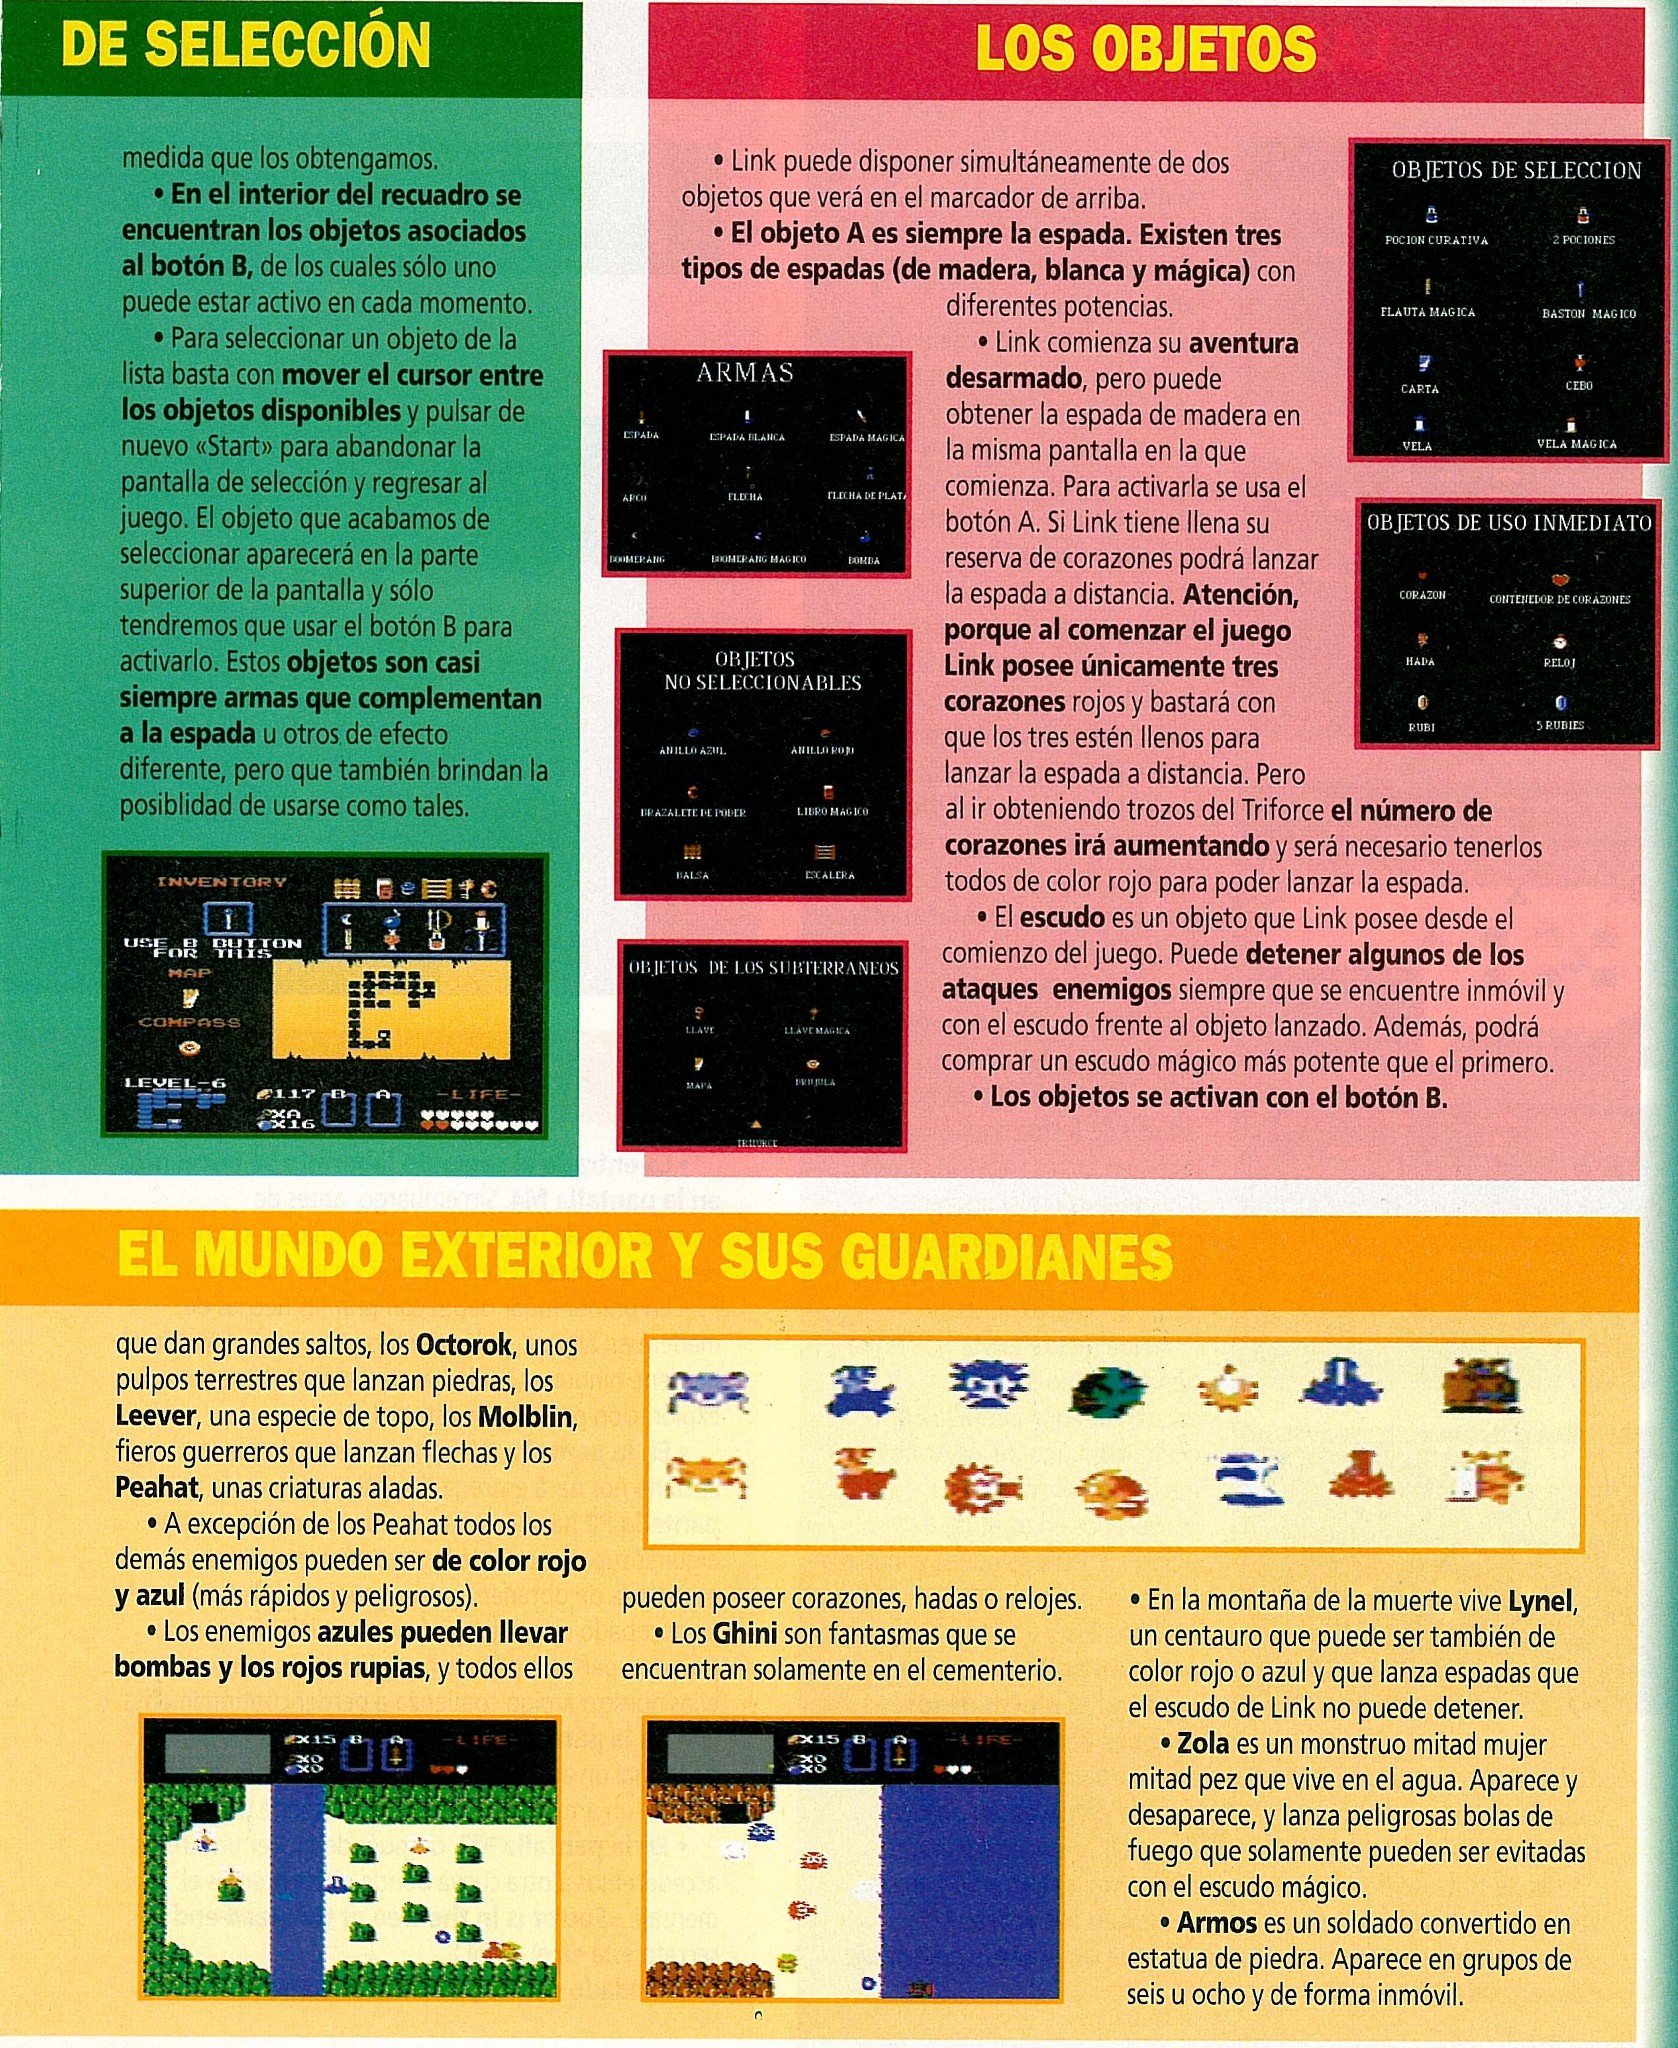 DE SELECCIÓN
medida que los obtengamos.
• En el interior del recuadro se
encuentran los objetos asociados
al botón B, de los cuales sólo uno
puede estar activo en cada momento.
• Para seleccionar un objeto de la
lista basta con mover el cursor entre
los objetos disponibles y pulsar de
nuevo «Start» para abandonar la
pantalla de selección y regresar al
juego. El objeto que acabamos de
seleccionar aparecerá en la parte
superior de la pantalla y sólo
tendremos que usar el botón B para
activarlo. Estos objetos son casi
siempre armas que complementan
a la espada u otros de efecto
diferente, pero que también brindan la
posiblidad de usarse como tales.
INVENTORY
USE B BUTTON
FOR THIS
MAP
COMPASS
LEVEL-6
X117 B A -LIFE-
XA
X16
LOS OBJETOS
• Link puede disponer simultáneamente de dos
objetos que verá en el marcador de arriba.
• El objeto A es siempre la espada. Existen tres
tipos de espadas (de madera, blanca y mágica) con
diferentes potencias.
• Link comienza su aventura
desarmado, pero puede
obtener la espada de madera en
la misma pantalla en la que
comienza. Para activarla se usa el
botón A. Si Link tiene llena su
reserva de corazones podrá lanzar
la espada a distancia. Atención,
porque al comenzar el juego
Link posee únicamente tres
corazones rojos y bastará con
que los tres estén llenos para
lanzar la espada a distancia. Pero
al ir obteniendo trozos del Triforce el número de
corazones irá aumentando y será necesario tenerlos
todos de color rojo para poder lanzar la espada.
• El escudo es un objeto que Link posee desde el
comienzo del juego. Puede detener algunos de los
ataques enemigos siempre que se encuentre inmóvil y
con el escudo frente al objeto lanzado. Además, podrá
comprar un escudo mágico más potente que el primero.
• Los objetos se activan con el botón B.
ARMAS
ESPADA ESPADA BLANCA ESPADA MAGICA
ARCO FLECHA FLECHA DE PLATA
BOOMERANG BOOMERANG MAGICO BOMBA
OBJETOS
NO SELECCIONABLES
ANILLO AZUL ANILLO ROJO
BRAZALETE DE PODER LIBRO MAGICO
BALSA ESCALERA
OBJETOS DE LOS SUBTERRANEOS
LLAVE LLAVE MAGICA
MAPA BRUJULA
TRIFORCE
OBJETOS DE SELECCION
POCION CURATIVA 2 POCIONES
FLAUTA MAGICA BASTON MAGICO
CARTA CEBO
VELA VELA MAGICA
OBJETOS DE USO INMEDIATO
CORAZON CONTENEDOR DE CORAZONES
HADA RELOJ
RUBI 5 RUBIES
EL MUNDO EXTERIOR Y SUS GUARDIANES
que dan grandes saltos, los Octorok, unos
pulpos terrestres que lanzan piedras, los
Leever, una especie de topo, los Molblin,
fieros guerreros que lanzan flechas y los
Peahat, unas criaturas aladas.
• A excepción de los Peahat todos los
demás enemigos pueden ser de color rojo
y azul (más rápidos y peligrosos).
• Los enemigos azules pueden llevar
bombas y los rojos rupias, y todos ellos
pueden poseer corazones, hadas o relojes.
• Los Ghini son fantasmas que se
encuentran solamente en el cementerio.
• En la montaña de la muerte vive Lynel,
un centauro que puede ser también de
color rojo o azul y que lanza espadas que
el escudo de Link no puede detener.
• Zola es un monstruo mitad mujer
mitad pez que vive en el agua. Aparece y
desaparece, y lanza peligrosas bolas de
fuego que solamente pueden ser evitadas
con el escudo mágico.
• Armos es un soldado convertido en
estatua de piedra. Aparece en grupos de
seis u ocho y de forma inmóvil.
X15 B A -LIFE-
X0
X0
X15 B A -LIFE-
X0
X0